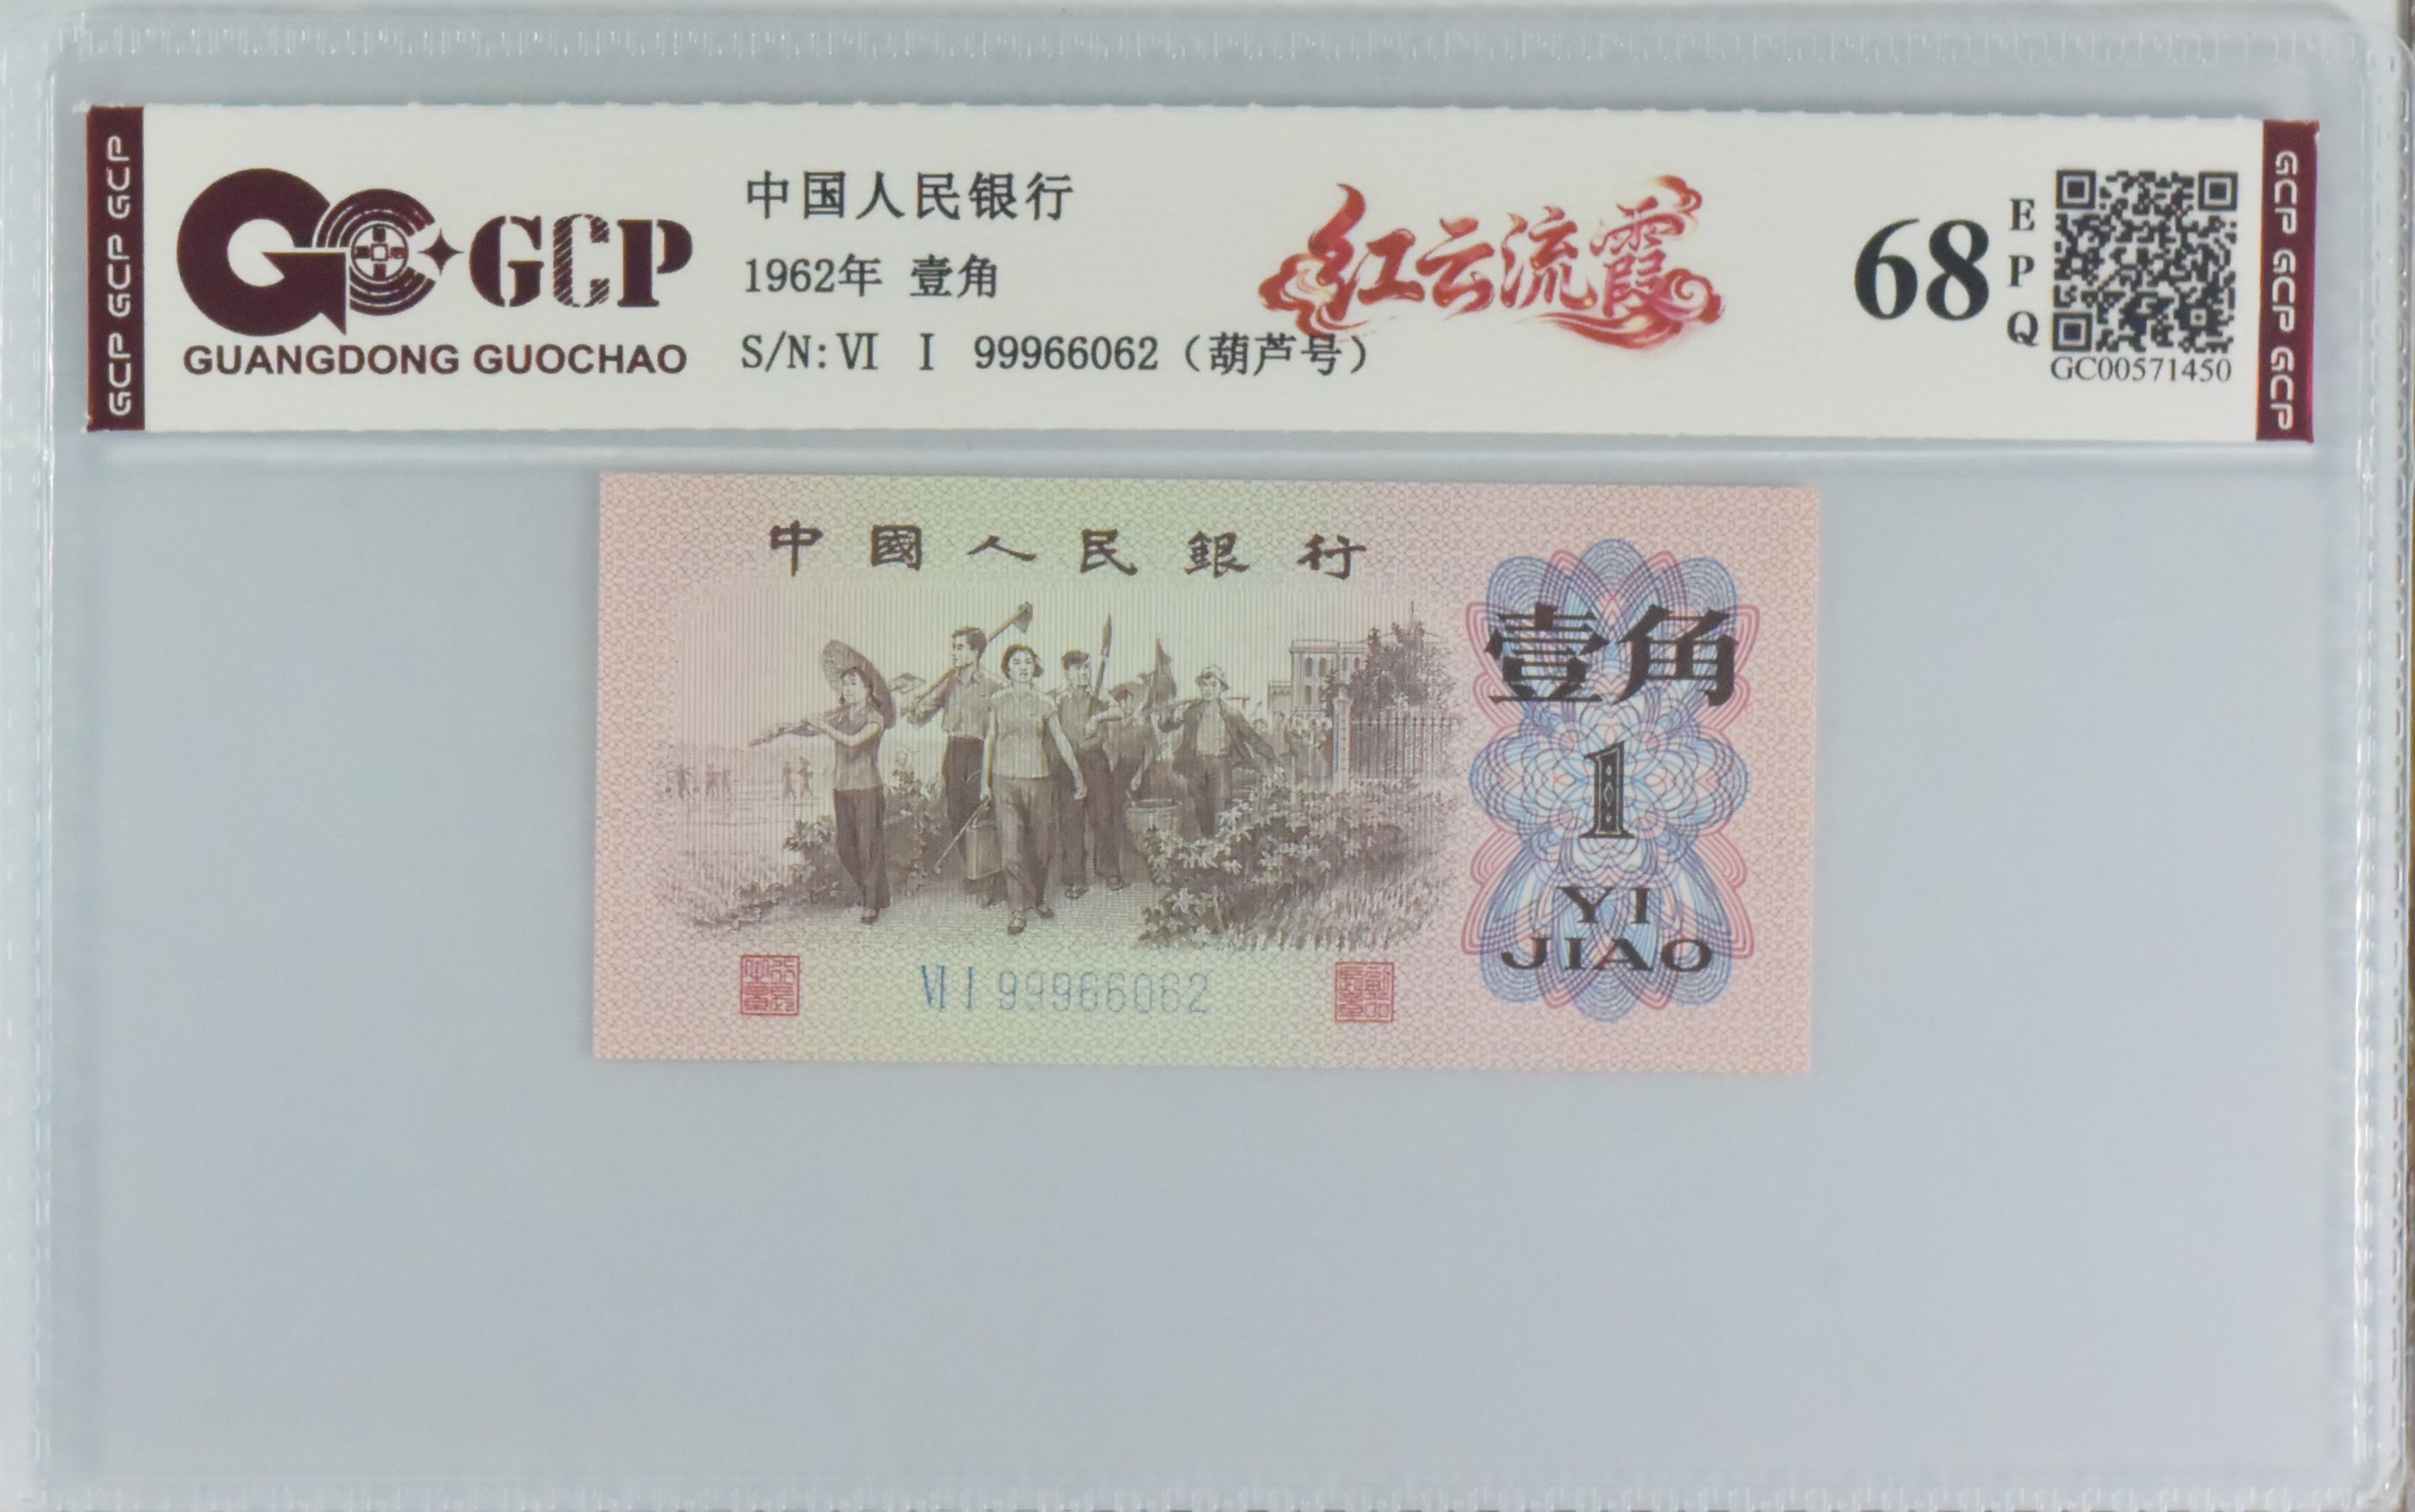 GCP GCP GCP
GCP
GUANGDONG GUOCHAO
中国人民银行
1962年 壹角
S/N: VI I 99966062（葫芦号）
红云流霞
68
E
P
Q
GC00571450
GCP GCP GCP
中國人民銀行
壹角
1
YI
JIAO
VI I 99966062